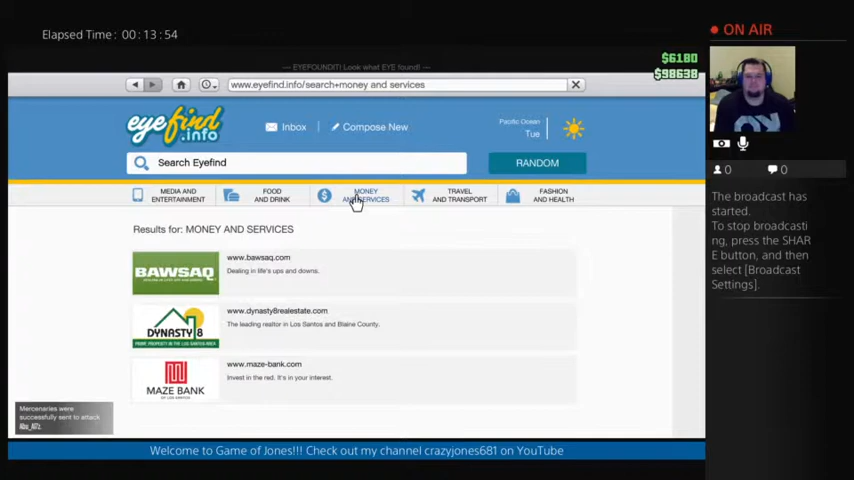 Elapsed Time : 00:13:54
ON AIR
— EYEFOUNDIT! Look what EYE found! —
$6180
$98638
www.eyefind.info/search+money and services
eyefind.info
Inbox
Compose New
Pacific Ocean
Tue
Search Eyefind
RANDOM
MEDIA AND ENTERTAINMENT
FOOD AND DRINK
MONEY AND SERVICES
TRAVEL AND TRANSPORT
FASHION AND HEALTH
Results for: MONEY AND SERVICES
BAWSAQ
www.bawsaq.com
Dealing in life's ups and downs.
DYNASTY 8
www.dynasty8realestate.com
The leading realtor in Los Santos and Blaine County.
MAZE BANK
OF LOS SANTOS
www.maze-bank.com
Invest in the red. It's in your interest.
Mercenaries were
successfully sent to attack
0
0
The broadcast has
started.
To stop broadcasti
ng, press the SHAR
E button, and then
select [Broadcast
Settings].
Welcome to Game of Jones!!! Check out my channel crazyjones681 on YouTube